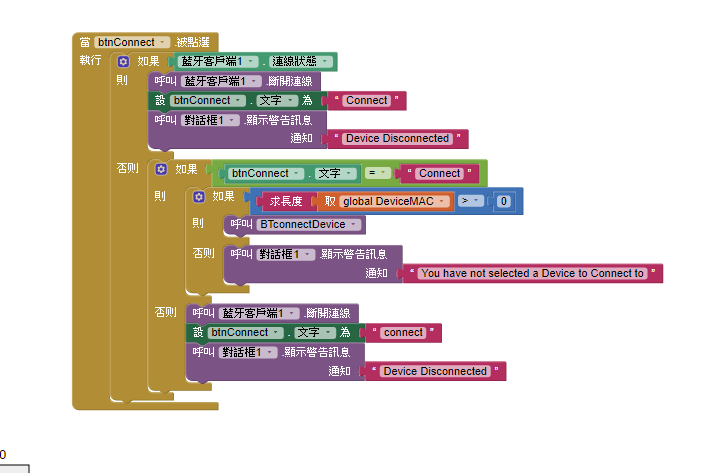 當 btnConnect .被點選
執行 如果 藍牙客戶端1 . 連線狀態
則 呼叫 藍牙客戶端1 .斷開連線
設 btnConnect . 文字 為 " Connect "
呼叫 對話框1 .顯示警告訊息
通知 " Device Disconnected "
否則 如果 btnConnect . 文字 = " Connect "
則 如果 求長度 取 global DeviceMAC > 0
則 呼叫 BTconnectDevice
否則 呼叫 對話框1 .顯示警告訊息
通知 " You have not selected a Device to Connect to "
否則 呼叫 藍牙客戶端1 .斷開連線
設 btnConnect . 文字 為 " connect "
呼叫 對話框1 .顯示警告訊息
通知 " Device Disconnected "
0